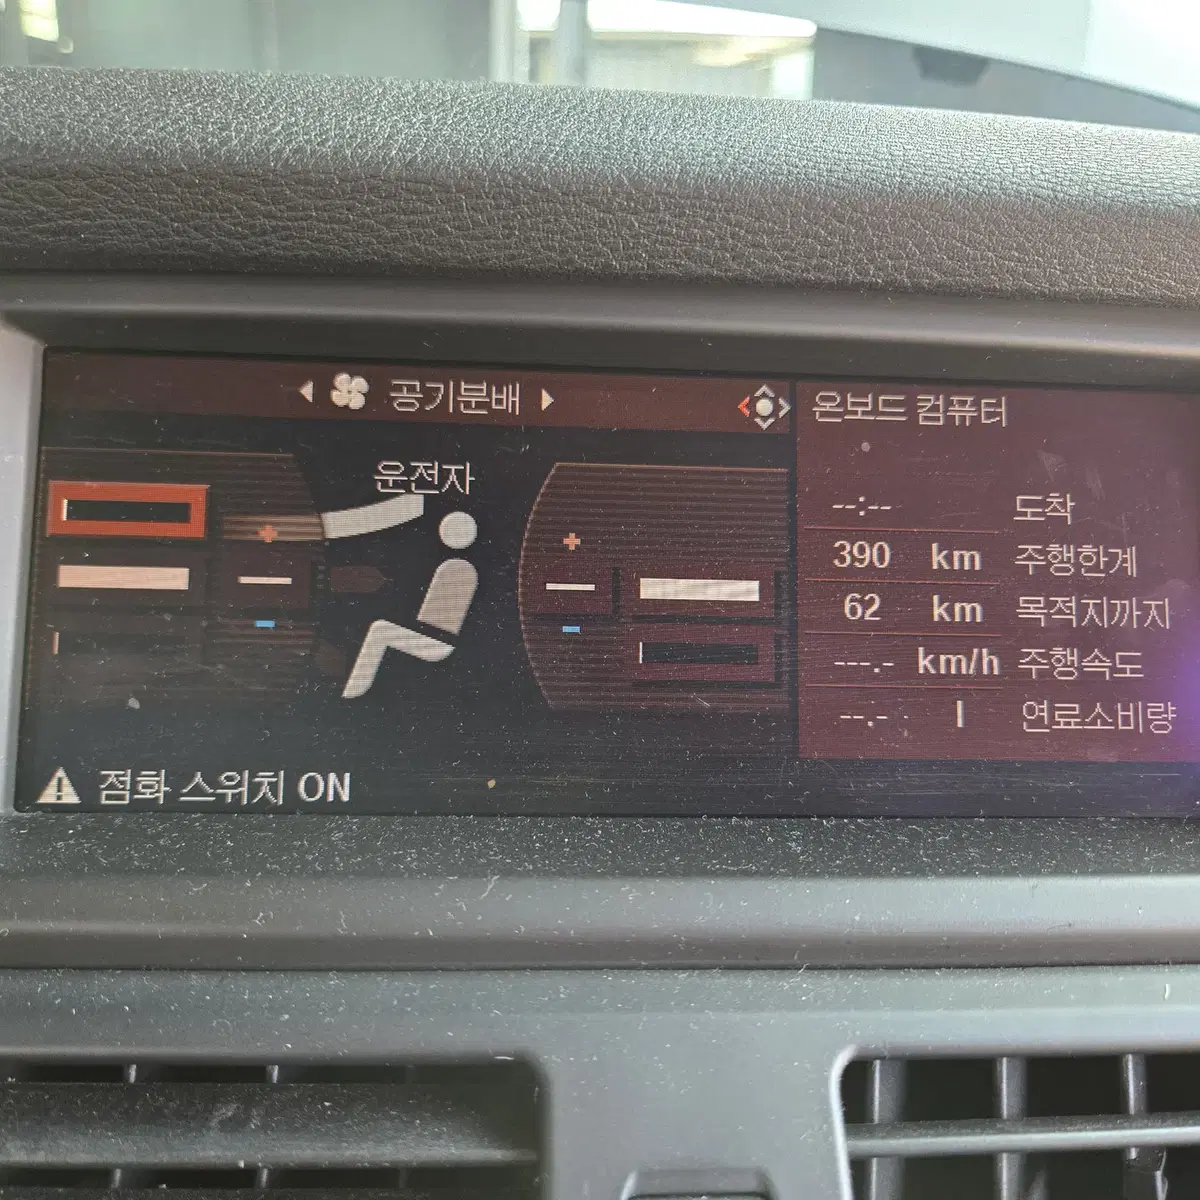 공기분배
운전자
점화 스위치 ON
온보드 컴퓨터
--:-- 도착
390 km 주행한계
62 km 목적지까지
---.- km/h 주행속도
--.- l 연료소비량